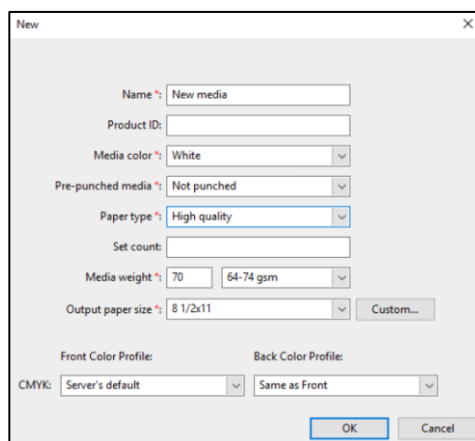 New
Name *: New media
Product ID:
Media color *: White
Pre-punched media *: Not punched
Paper type *: High quality
Set count:
Media weight *: 70 64-74 gsm
Output paper size *: 8 1/2x11 Custom...
Front Color Profile: Back Color Profile:
CMYK: Server's default Same as Front
OK Cancel